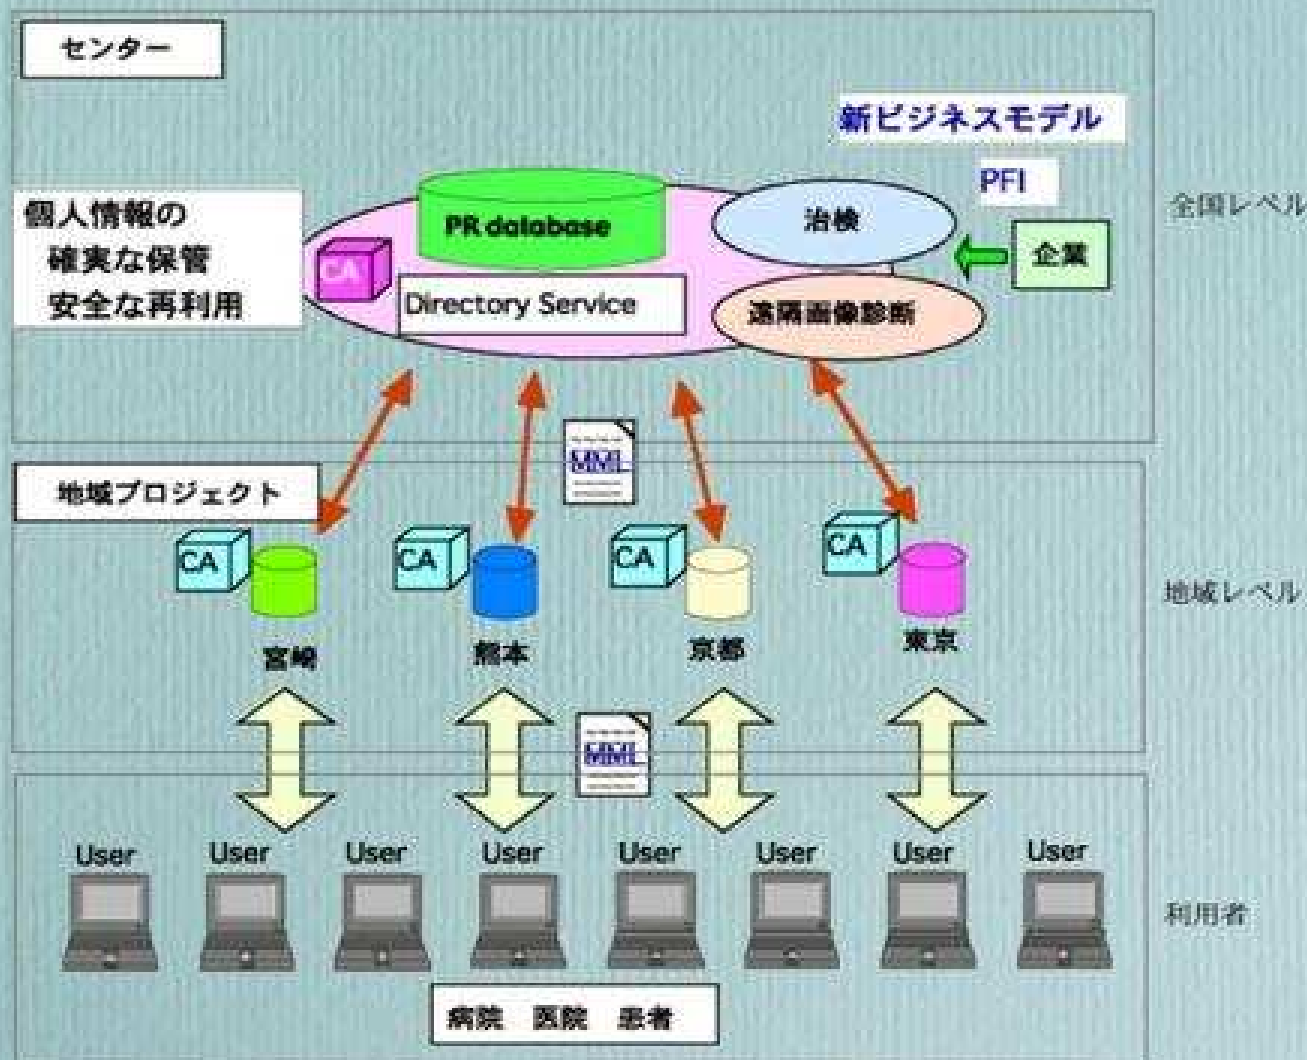 センター
新ビジネスモデル
PFI
全国レベル
個人情報の
確実な保管
安全な再利用
CA
PR database
Directory Service
治検
遠隔画像診断
企業
MML
地域プロジェクト
CA
CA
CA
CA
宮崎
熊本
京都
東京
地域レベル
MML
User
User
User
User
User
User
User
User
利用者
病院 医院 患者